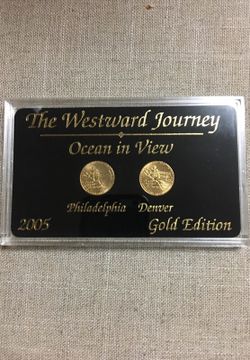 The Westward Journey
Ocean in View
Philadelphia Denver
2005 Gold Edition